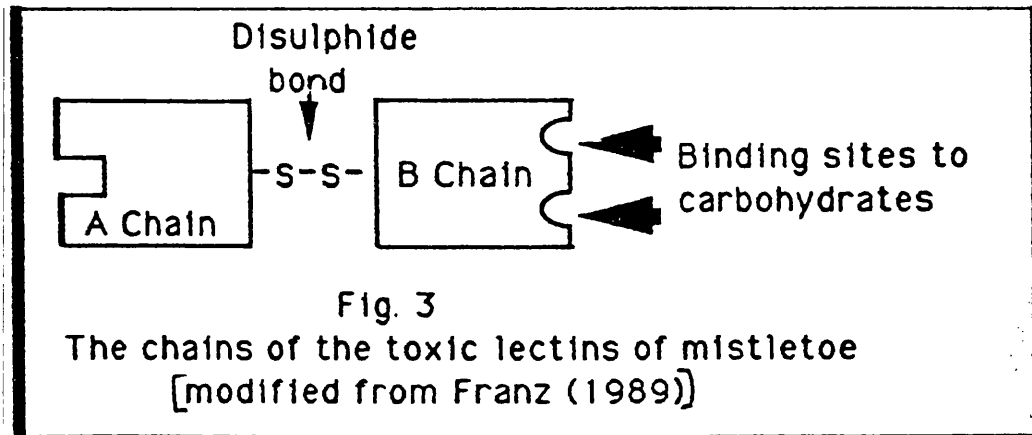 Disulphide
bond
A Chain
-S-S-
B Chain
Binding sites to
carbohydrates
Fig. 3
The chains of the toxic lectins of mistletoe
[modified from Franz (1989)]